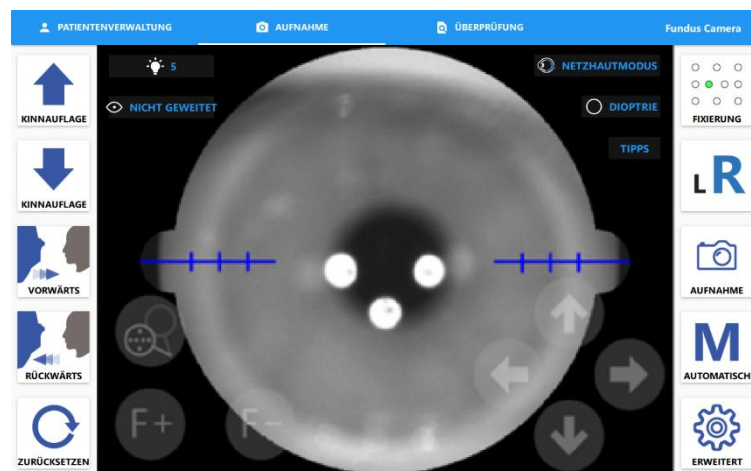 PATIENTENVERWALTUNG
AUFNAHME
ÜBERPRÜFUNG
Fundus Camera
KINNAUFLAGE
KINNAUFLAGE
VORWÄRTS
RÜCKWÄRTS
ZURÜCKSETZEN
5
NICHT GEWEITET
NETZHAUTMODUS
DIOPTRIE
TIPPS
F+
F-
FIXIERUNG
L R
AUFNAHME
M
AUTOMATISCH
ERWEITERT